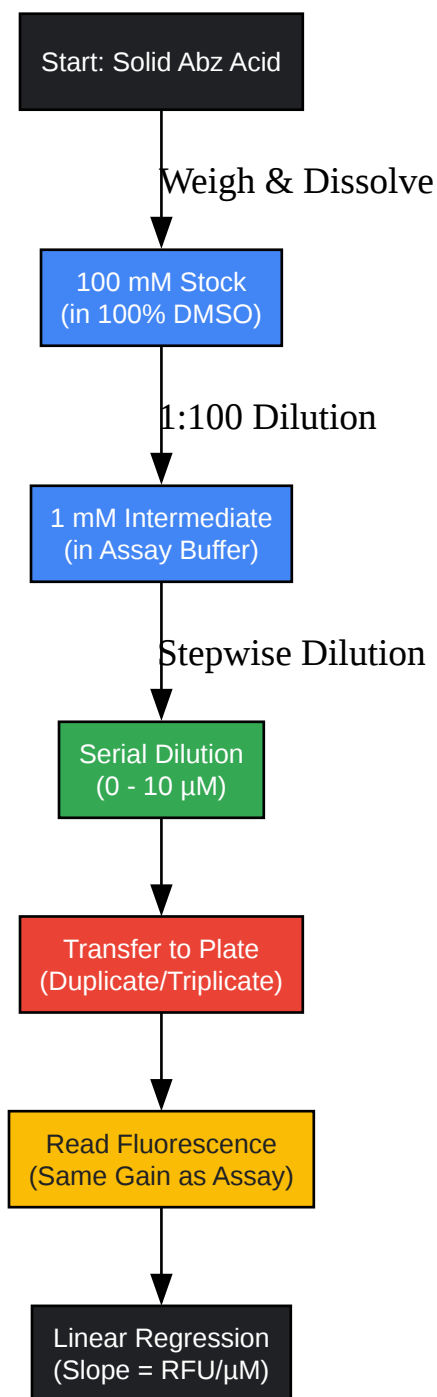 Start: Solid Abz Acid
Weigh & Dissolve
100 mM Stock
(in 100% DMSO)
1:100 Dilution
1 mM Intermediate
(in Assay Buffer)
Stepwise Dilution
Serial Dilution
(0 - 10 µM)
Transfer to Plate
(Duplicate/Triplicate)
Read Fluorescence
(Same Gain as Assay)
Linear Regression
(Slope = RFU/µM)